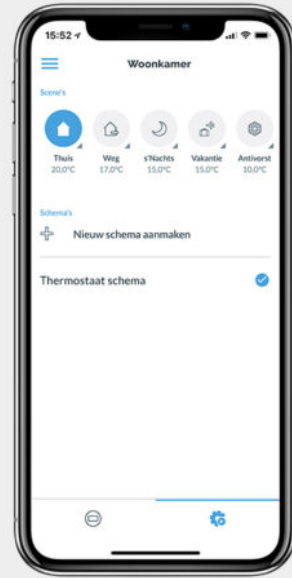 15:52
Woonkamer
Scene's
Thuis Weg s'Nachts Vakantie Antivorst
20,0°C 17,0°C 15,0°C 15,0°C 10,0°C
Schema's
Nieuw schema aanmaken
Thermostaat schema